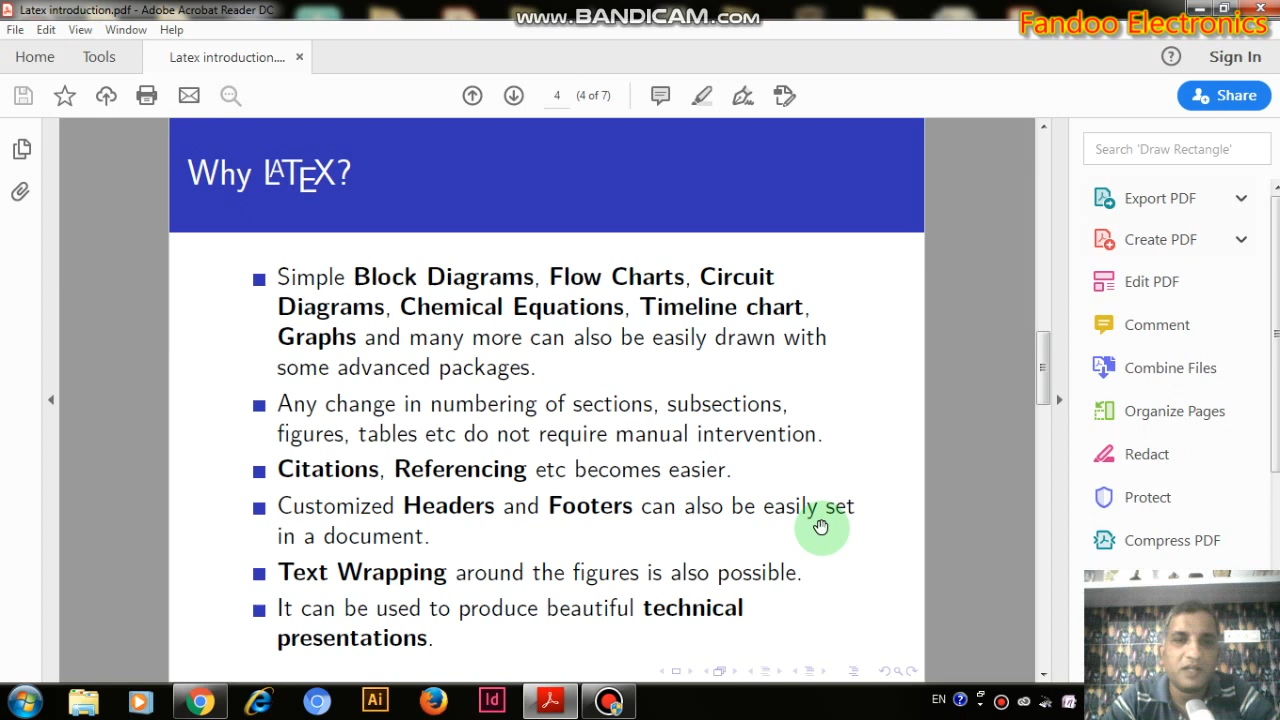 Latex introduction.pdf - Adobe Acrobat Reader DC
www.BANDICAM.com
Fandoo Electronics
File Edit View Window Help
Home Tools Latex introduction.... × Sign In
4 (4 of 7)
Share
Why LATEX?
Search 'Draw Rectangle'
Simple Block Diagrams, Flow Charts, Circuit
Diagrams, Chemical Equations, Timeline chart,
Graphs and many more can also be easily drawn with
some advanced packages.
Any change in numbering of sections, subsections,
figures, tables etc do not require manual intervention.
Citations, Referencing etc becomes easier.
Customized Headers and Footers can also be easily set
in a document.
Text Wrapping around the figures is also possible.
It can be used to produce beautiful technical
presentations.
Export PDF
Create PDF
Edit PDF
Comment
Combine Files
Organize Pages
Redact
Protect
Compress PDF
Ai
Id
EN